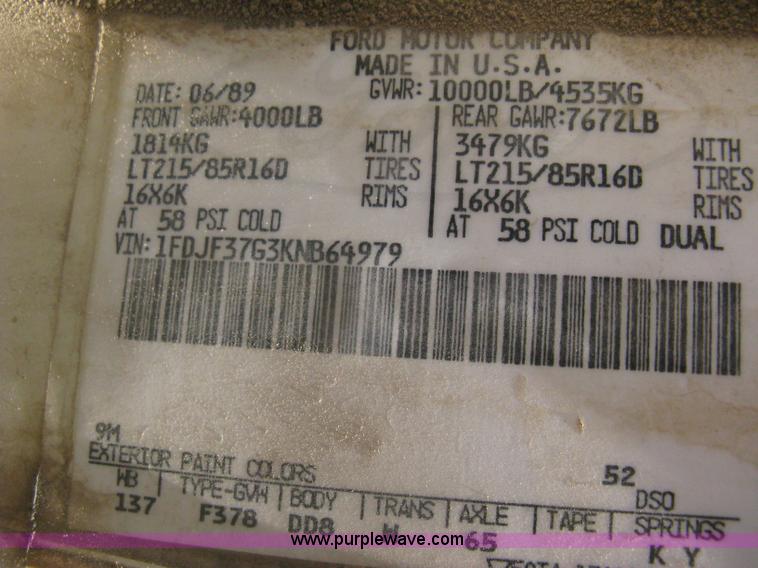 FORD MOTOR COMPANY
MADE IN U.S.A.
DATE: 06/89 GVWR: 10000LB/4535KG
FRONT GAWR: 4000LB REAR GAWR: 7672LB
1814KG WITH 3479KG WITH
LT215/85R16D TIRES LT215/85R16D TIRES
16X6K RIMS 16X6K RIMS
AT 58 PSI COLD AT 58 PSI COLD DUAL
VIN: 1FDJF37G3KNB64979
9M
EXTERIOR PAINT COLORS 52 DSO
WB TYPE-GVW BODY TRANS AXLE TAPE SPRINGS
137 F378 DD8 65 K Y
www.purplewave.com